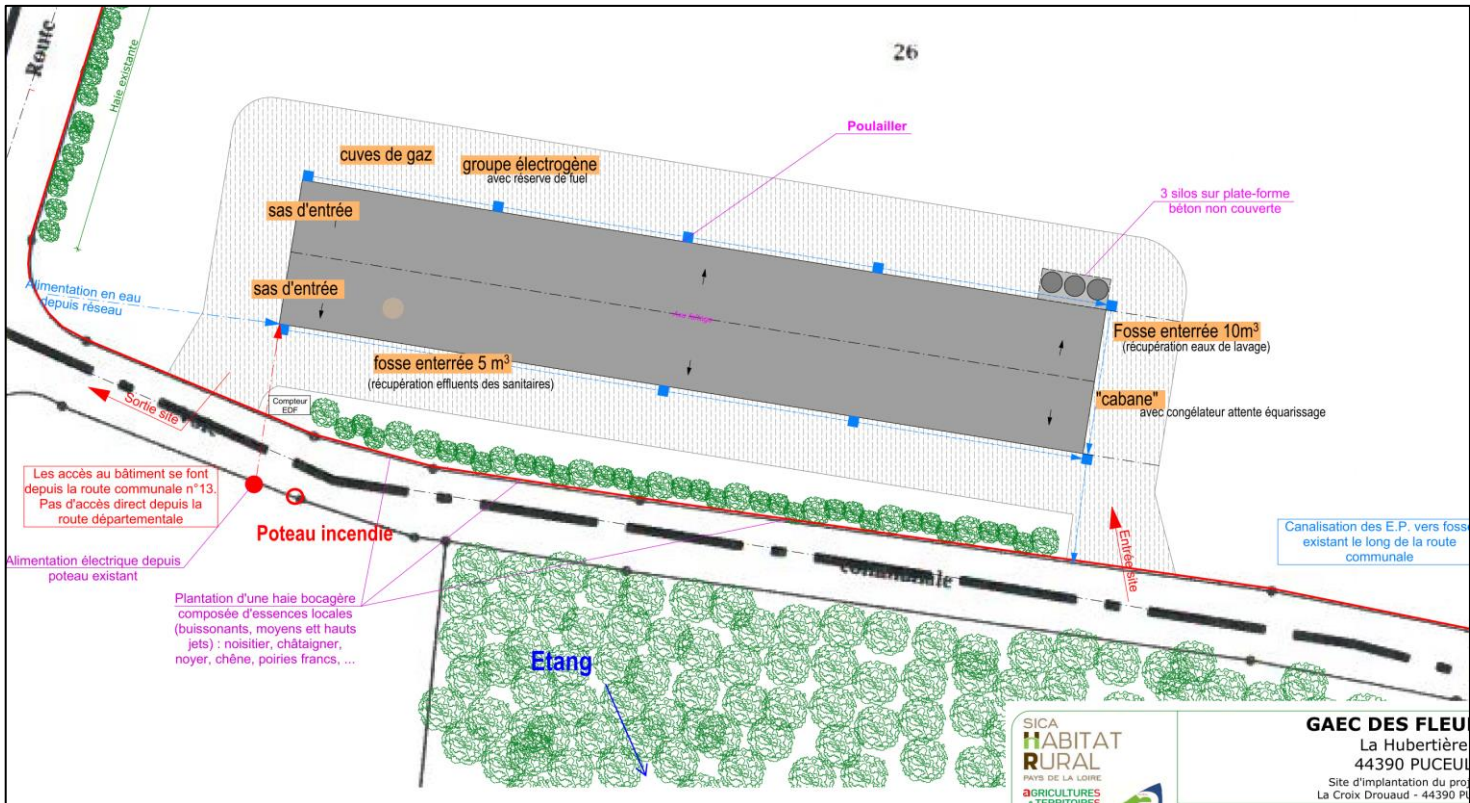 Route
Haie existante
26
Poulailler
cuves de gaz
groupe électrogène
avec réserve de fuel
3 silos sur plate-forme
béton non couverte
sas d'entrée
sas d'entrée
Alimentation en eau
depuis réseau
Fosse enterrée 10m³
(récupération eaux de lavage)
fosse enterrée 5 m³
(récupération effluents des sanitaires)
"cabane"
avec congélateur attente équarissage
Compteur
EDF
Sortie site
Les accès au bâtiment se font
depuis la route communale n°13.
Pas d'accès direct depuis la
route départementale
Poteau incendie
Alimentation électrique depuis
poteau existant
Entrée site
Canalisation des E.P. vers fossé
existant le long de la route
communale
communale
Plantation d'une haie bocagère
composée d'essences locales
(buissonants, moyens ett hauts
jets) : noisitier, châtaigner,
noyer, chêne, poiries francs, ...
Etang
SICA
HABITAT
RURAL
PAYS DE LA LOIRE
AGRICULTURES
& TERRITOIRES
GAEC DES FLEU
La Hubertière
44390 PUCEUL
Site d'implantation du proj
La Croix Drouaud - 44390 PU